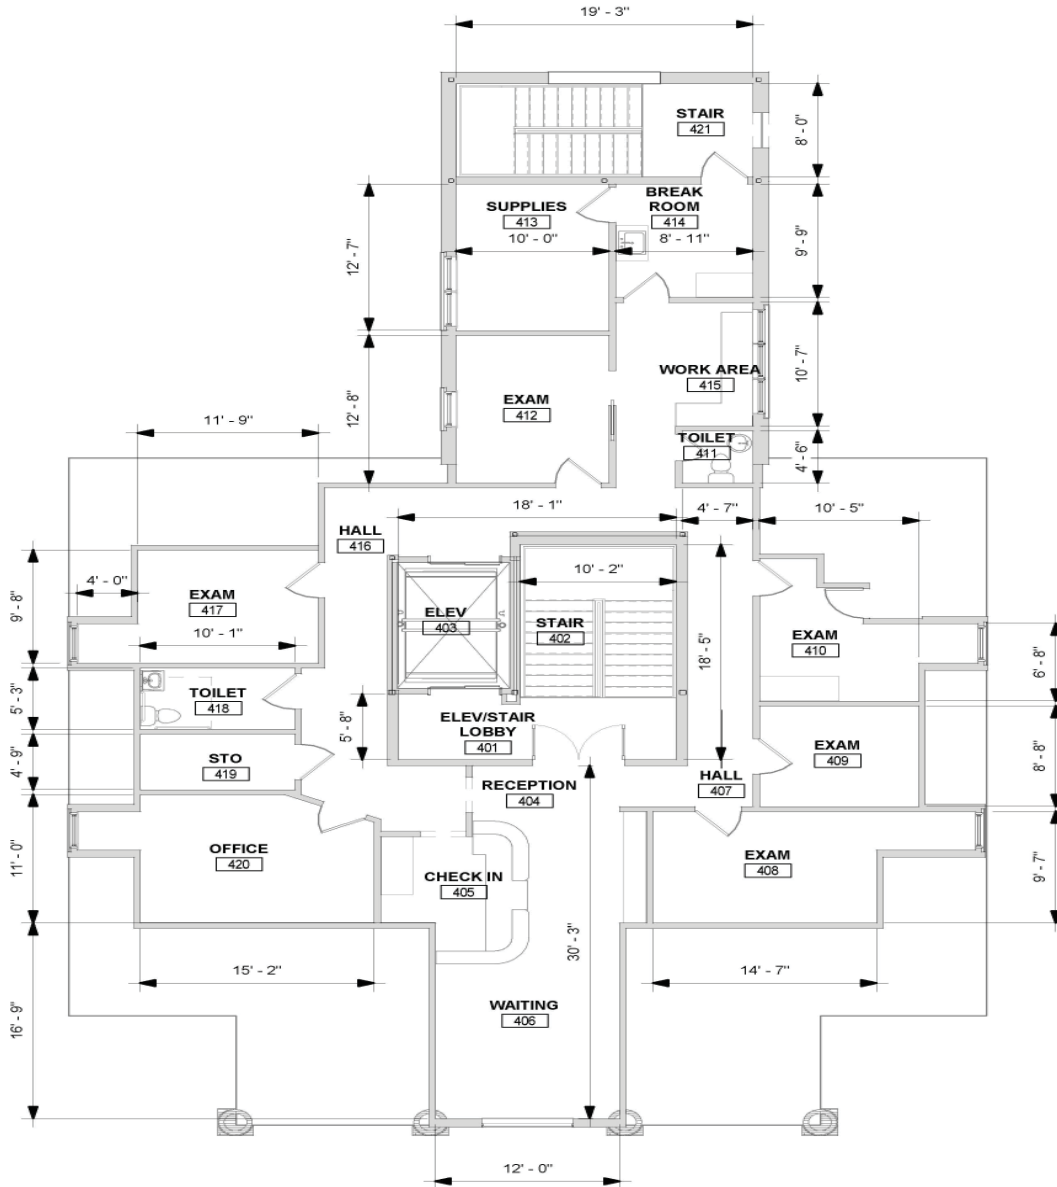 19' - 3"
STAIR
421
8' - 0"
SUPPLIES
413
BREAK
ROOM
414
10' - 0"
8' - 11"
12' - 7"
9' - 9"
EXAM
412
WORK AREA
415
12' - 8"
10' - 7"
11' - 9"
TOILET
411
4' - 6"
18' - 1"
4' - 7"
10' - 5"
HALL
416
10' - 2"
4' - 0"
9' - 8"
EXAM
417
10' - 1"
ELEV
403
STAIR
402
18' - 5"
EXAM
410
6' - 8"
TOILET
418
5' - 3"
5' - 8"
ELEV/STAIR
LOBBY
401
STO
419
4' - 9"
EXAM
409
8' - 8"
HALL
407
RECEPTION
404
OFFICE
420
11' - 0"
CHECK IN
405
EXAM
408
9' - 7"
15' - 2"
30' - 3"
14' - 7"
WAITING
406
16' - 9"
12' - 0"